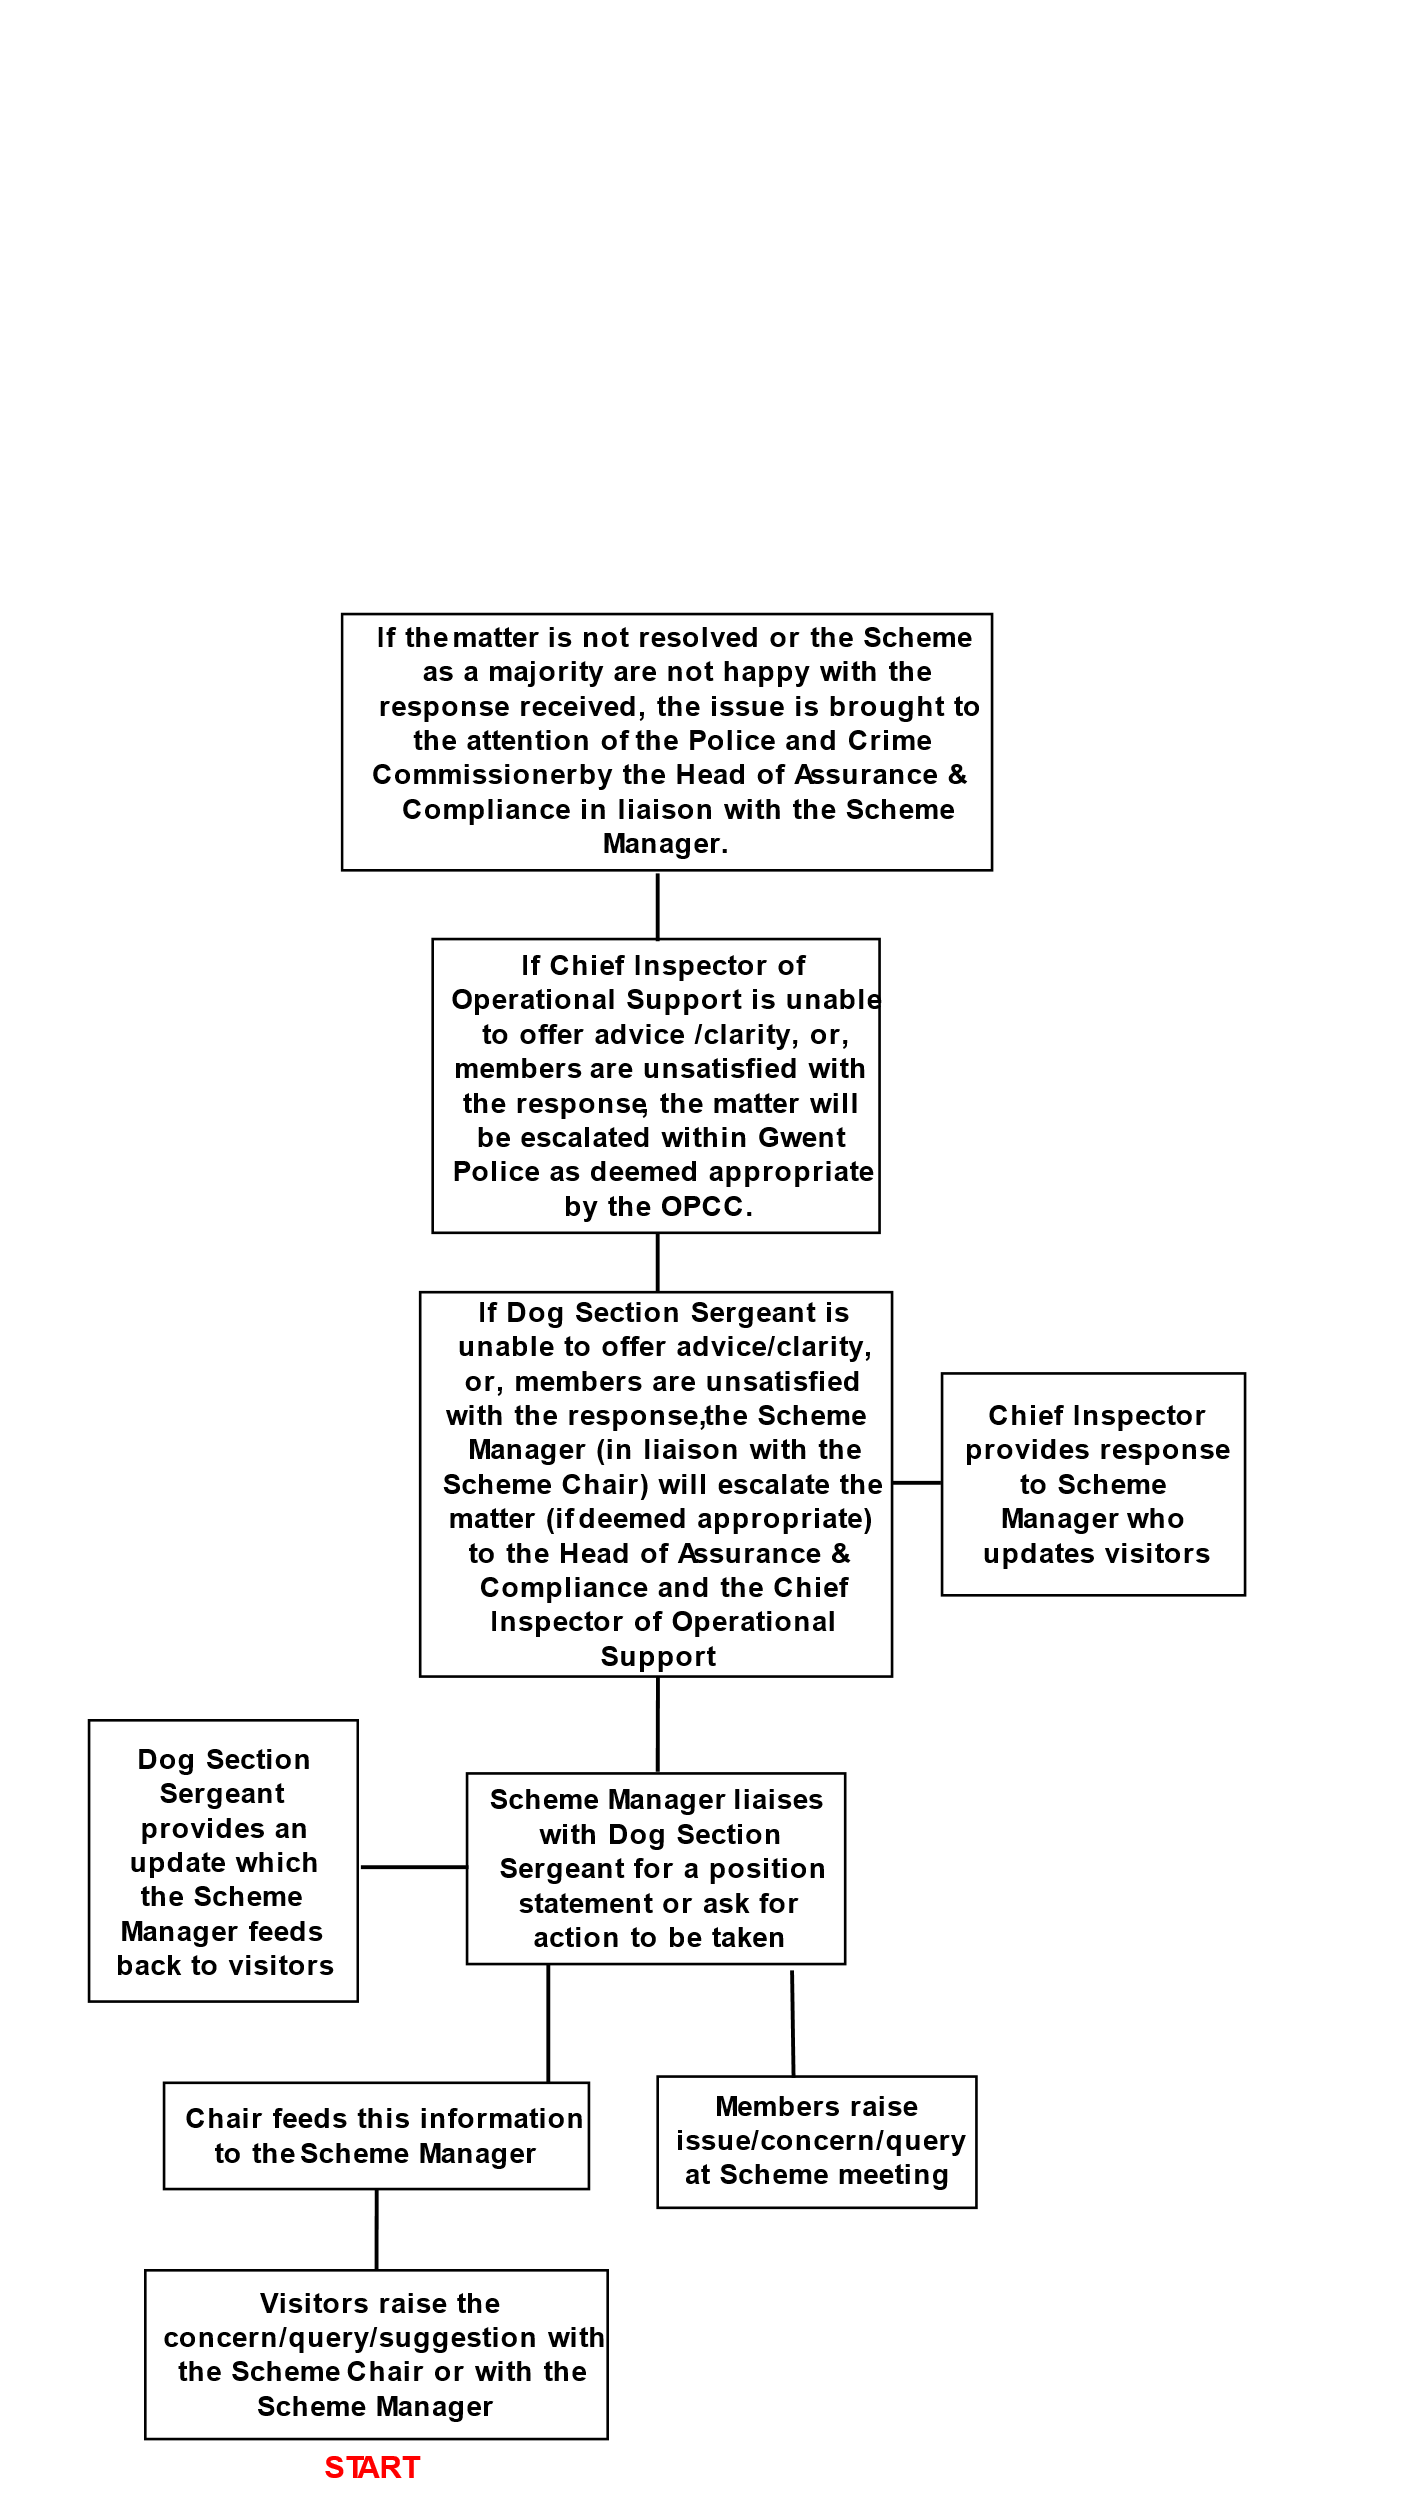 If the matter is not resolved or the Scheme
as a majority are not happy with the
response received, the issue is brought to
the attention of the Police and Crime
Commissionerby the Head of Assurance &
Compliance in liaison with the Scheme
Manager.
If Chief Inspector of
Operational Support is unable
to offer advice /clarity, or,
members are unsatisfied with
the response, the matter will
be escalated within Gwent
Police as deemed appropriate
by the OPCC.
If Dog Section Sergeant is
unable to offer advice/clarity,
or, members are unsatisfied
with the response,the Scheme
Manager (in liaison with the
Scheme Chair) will escalate the
matter (if deemed appropriate)
to the Head of Assurance &
Compliance and the Chief
Inspector of Operational
Support
Chief Inspector
provides response
to Scheme
Manager who
updates visitors
Dog Section
Sergeant
provides an
update which
the Scheme
Manager feeds
back to visitors
Scheme Manager liaises
with Dog Section
Sergeant for a position
statement or ask for
action to be taken
Chair feeds this information
to the Scheme Manager
Members raise
issue/concern/query
at Scheme meeting
Visitors raise the
concern/query/suggestion with
the Scheme Chair or with the
Scheme Manager
START